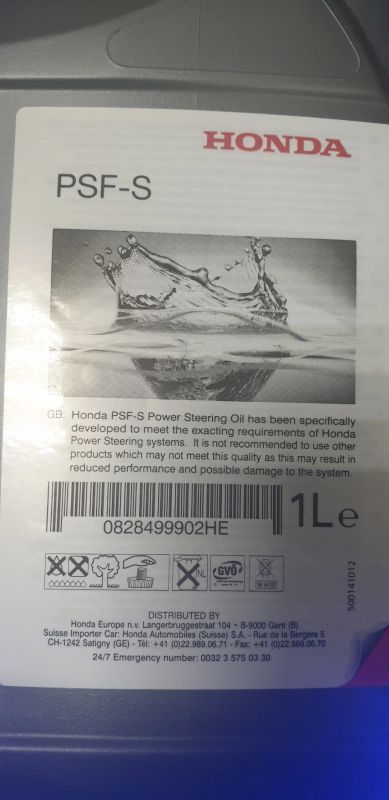 HONDA
PSF-S
GB: Honda PSF-S Power Steering Oil has been specifically
developed to meet the exacting requirements of Honda
Power Steering systems. It is not recommended to use other
products which may not meet this quality as this may result in
reduced performance and possible damage to the system.
0828499902HE
1L e
NL
GVÖ
500141012
DISTRIBUTED BY
Honda Europe n.v. Langerbruggestraat 104 • B-9000 Gent (B)
Suisse Importer Car: Honda Automobiles (Suisse) S.A. - Rue de la Bergère 5
CH-1242 Satigny (GE) - Tél: +41 (0)22.989.06.71 - Fax: +41 (0)22.989.06.70
24/7 Emergency number: 0032 3 575 03 30